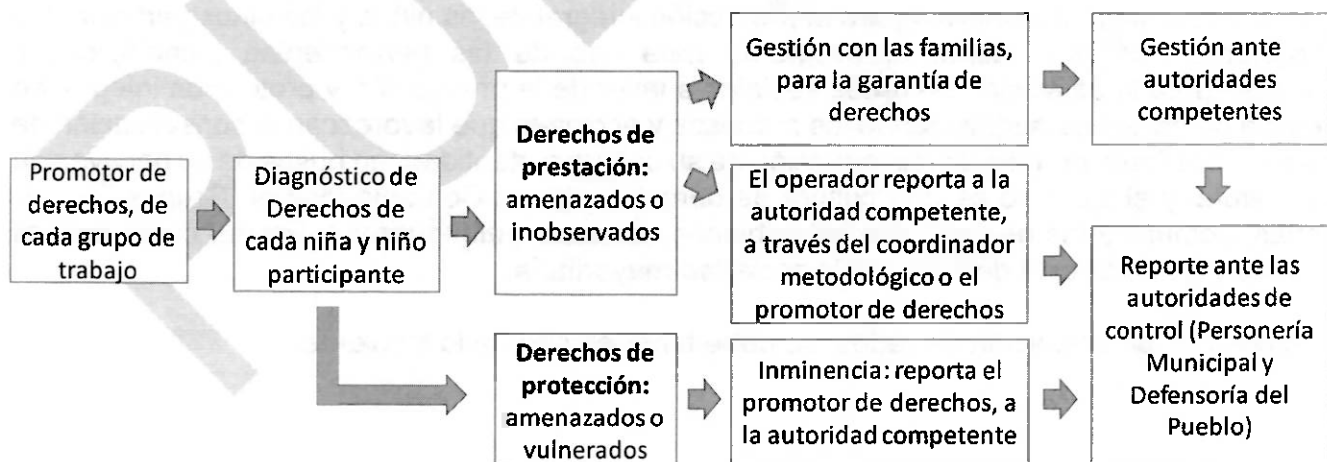 Promotor de
derechos, de
cada grupo de
trabajo
Diagnóstico de
Derechos de
cada niña y niño
participante
Derechos de
prestación:
amenazados o
inobservados
Gestión con las familias,
para la garantía de
derechos
Gestión ante
autoridades
competentes
El operador reporta a la
autoridad competente,
a través del coordinador
metodológico o el
promotor de derechos
Derechos de
protección:
amenazados o
vulnerados
Inminencia: reporta el
promotor de derechos, a
la autoridad competente
Reporte ante las
autoridades de
control (Personería
Municipal y
Defensoría del
Pueblo)